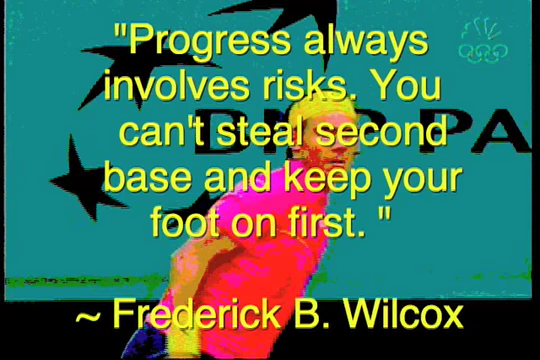 "Progress always
involves risks. You
can't steal second
base and keep your
foot on first. "
~ Frederick B. Wilcox